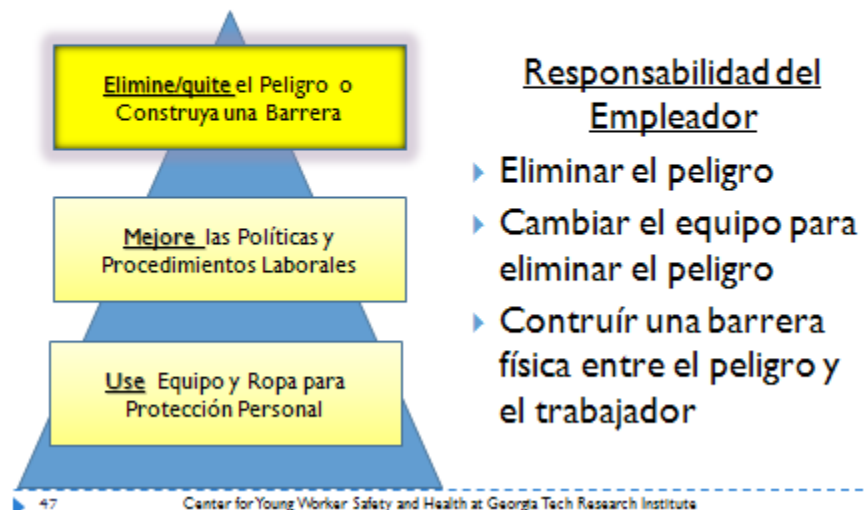 Elimine/quite el Peligro o
Construya una Barrera
Mejore las Políticas y
Procedimientos Laborales
Use Equipo y Ropa para
Protección Personal
Responsabilidad del
Empleador
Eliminar el peligro
Cambiar el equipo para
eliminar el peligro
Contruír una barrera
física entre el peligro y
el trabajador
47 Center for Young Worker Safety and Health at Georgia Tech Research Institute